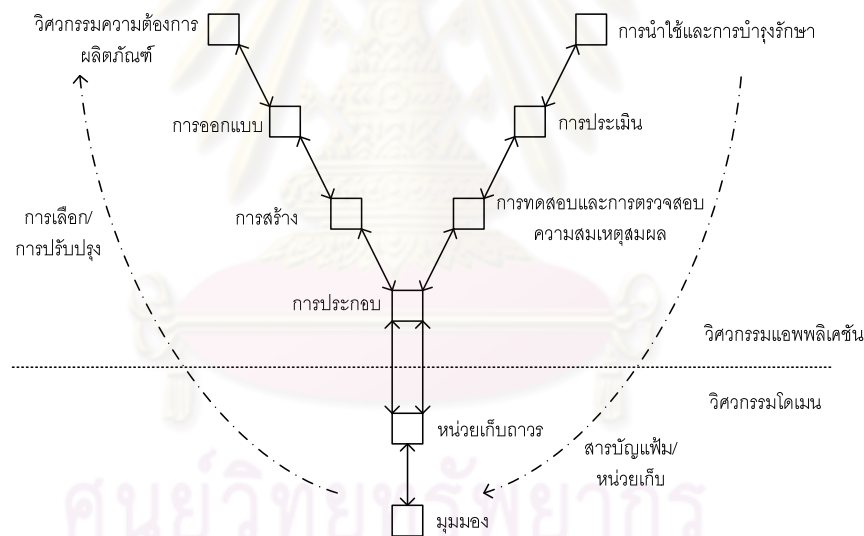 วิศวกรรมความต้องการ
ผลิตภัณฑ์
การนำใช้และการบำรุงรักษา
การออกแบบ
การประเมิน
การเลือก/
การปรับปรุง
การสร้าง
การทดสอบและการตรวจสอบ
ความสมเหตุสมผล
การประกอบ
วิศวกรรมแอพพลิเคชัน
วิศวกรรมโดเมน
หน่วยเก็บถาวร
สารบัญแฟ้ม/
หน่วยเก็บ
ศูนย์วิทยทรัพยากร
มุมมอง